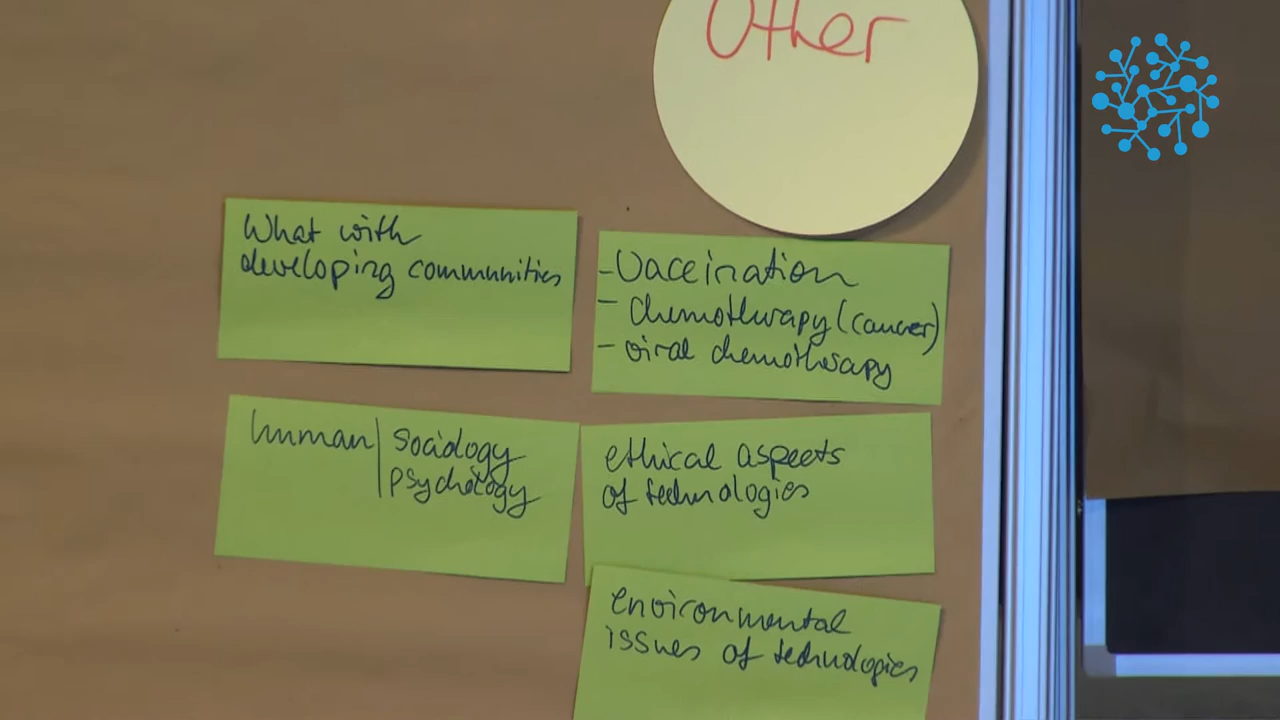 Other
What with
developing communities
-Vaccination
- chemotherapy (cancer)
- viral chemotherapy
human | sociology
psychology
ethical aspects
of technologies
environmental
issues of technologies